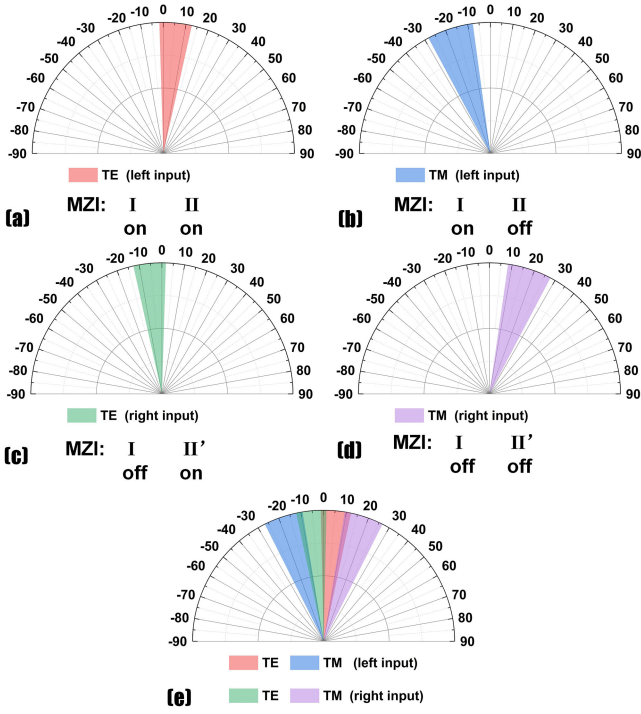 -40 -30 -20 -10 0 10 20 30 40
-50 50
-60 60
-70 70
-80 80
-90 90
TE (left input)
MZI: I II
(a) on on
-40 -30 -20 -10 0 10 20 30 40
-50 50
-60 60
-70 70
-80 80
-90 90
TM (left input)
MZI: I II
(b) on off
-40 -30 -20 -10 0 10 20 30 40
-50 50
-60 60
-70 70
-80 80
-90 90
TE (right input)
(c) MZI: I II'
off on
-40 -30 -20 -10 0 10 20 30 40
-50 50
-60 60
-70 70
-80 80
-90 90
TM (right input)
(d) MZI: I II'
off off
-40 -30 -20 -10 0 10 20 30 40
-50 50
-60 60
-70 70
-80 80
-90 90
TE TM (left input)
(e) TE TM (right input)